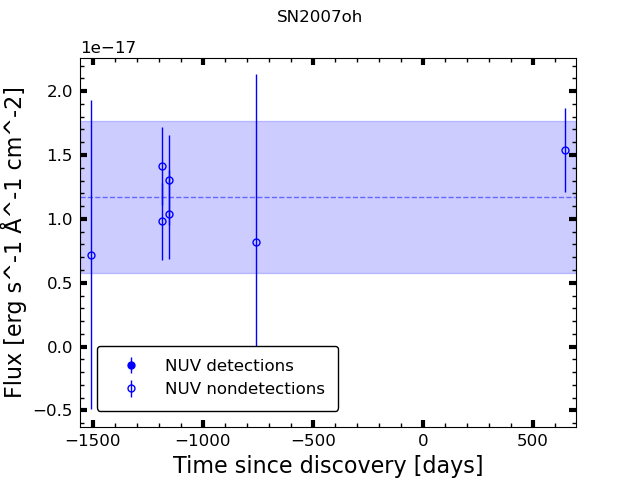 SN2007oh
1e−17
2.0
1.5
1.0
0.5
0.0
−0.5
Flux [erg s^-1 Å^-1 cm^-2]
NUV detections
NUV nondetections
−1500 −1000 −500 0 500
Time since discovery [days]